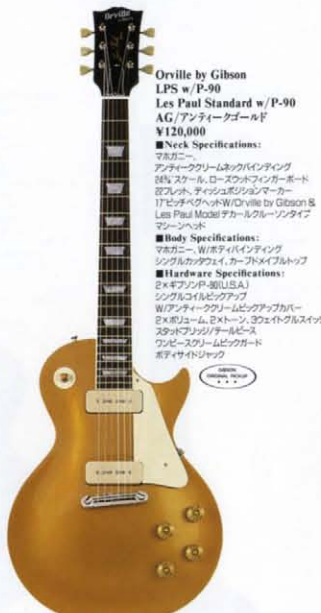 Orville
Orville by Gibson
LPS w/P-90
Les Paul Standard w/P-90
AG/アンティークゴールド
¥120,000
■Neck Specifications:
マホガニー、
アンティーククリームネックバインディング
24¾"スケール、ローズウッドフィンガーボード
22フレット、ディッシュポジションマーカー
17°ピッチペグヘッドW/Orville by Gibson &
Les Paul Modelデカールクルーソンタイプ
マシーンヘッド
■Body Specifications:
マホガニー、W/ボディバインディング
シングルカッタウェイ、カーブドメイプルトップ
■Hardware Specifications:
2×ギブソンP-90(U.S.A.)
シングルコイルピックアップ
W/アンティーククリームピックアップカバー
2×ボリューム、2×トーン、3ウェイトグルスイッチ
スタッドブリッジ/テールピース
ワンピースクリームピックガード
ボディサイドジャック
GIBSON
ORIGINAL PICKUP